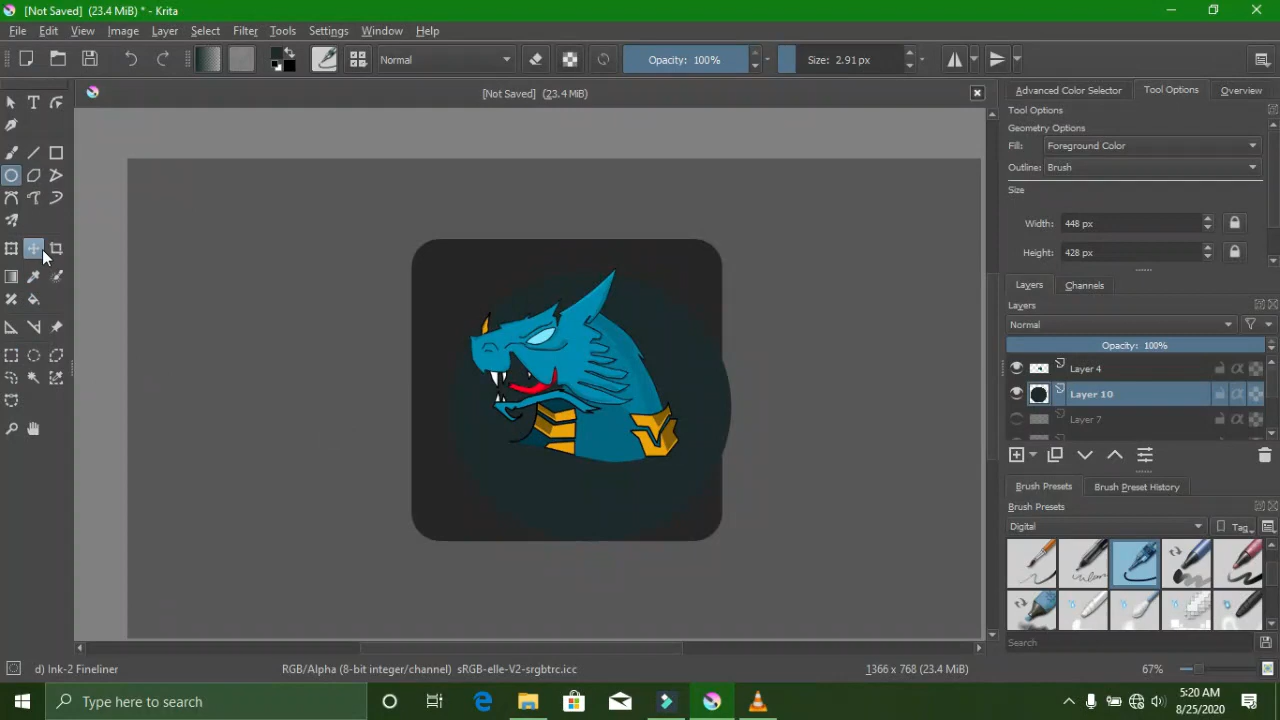 [Not Saved] (23.4 MiB) * - Krita
File Edit View Image Layer Select Filter Tools Settings Window Help
Normal
Opacity: 100%
Size: 2.91 px
[Not Saved] (23.4 MiB)
Advanced Color Selector Tool Options Overview
Tool Options
Geometry Options
Fill: Foreground Color
Outline: Brush
Size
Width: 448 px
Height: 428 px
Layers Channels
Layers
Normal
Opacity: 100%
Layer 4
Layer 10
Layer 7
Brush Presets Brush Preset History
Brush Presets
Digital
Tag
Search
d) Ink-2 Fineliner
RGB/Alpha (8-bit integer/channel) sRGB-elle-V2-srgbtrc.icc
1366 x 768 (23.4 MiB)
67%
Type here to search
5:20 AM
8/25/2020